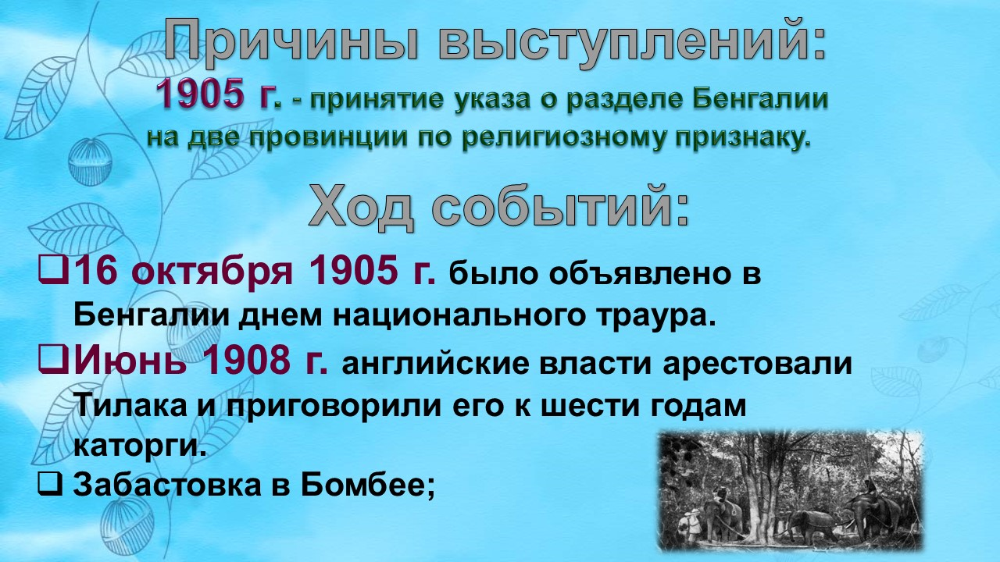 Причины выступлений:
1905 г. - принятие указа о разделе Бенгалии
на две провинции по религиозному признаку.
Ход событий:
❑16 октября 1905 г. было объявлено в
Бенгалии днем национального траура.
❑Июнь 1908 г. английские власти арестовали
Тилака и приговорили его к шести годам
каторги.
❑ Забастовка в Бомбее;